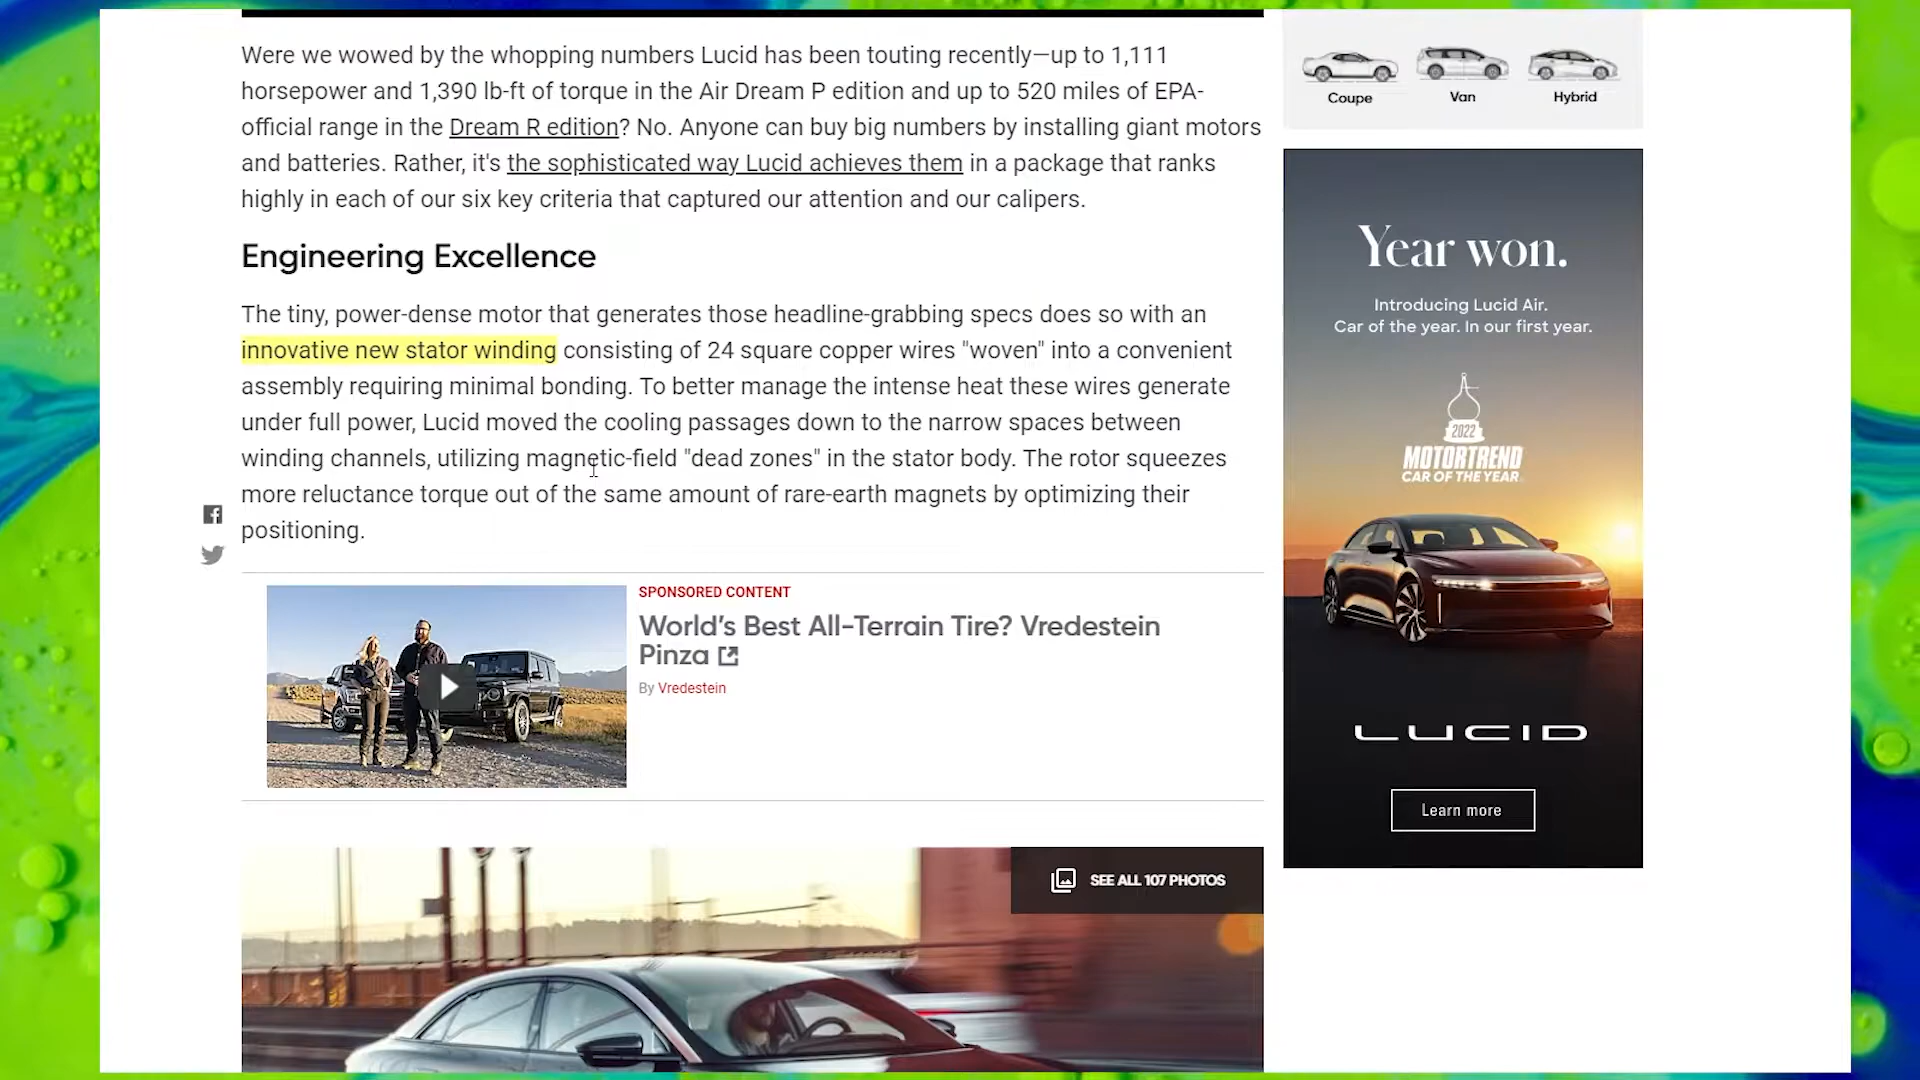 Were we wowed by the whopping numbers Lucid has been touting recently—up to 1,111
horsepower and 1,390 lb-ft of torque in the Air Dream P edition and up to 520 miles of EPA-
official range in the Dream R edition? No. Anyone can buy big numbers by installing giant motors
and batteries. Rather, it's the sophisticated way Lucid achieves them in a package that ranks
highly in each of our six key criteria that captured our attention and our calipers.
Engineering Excellence
The tiny, power-dense motor that generates those headline-grabbing specs does so with an
innovative new stator winding consisting of 24 square copper wires "woven" into a convenient
assembly requiring minimal bonding. To better manage the intense heat these wires generate
under full power, Lucid moved the cooling passages down to the narrow spaces between
winding channels, utilizing magnetic-field "dead zones" in the stator body. The rotor squeezes
more reluctance torque out of the same amount of rare-earth magnets by optimizing their
positioning.
SPONSORED CONTENT
World's Best All-Terrain Tire? Vredestein
Pinza
By Vredestein
SEE ALL 107 PHOTOS
Coupe
Van
Hybrid
Year won.
Introducing Lucid Air.
Car of the year. In our first year.
2022
MOTORTREND
CAR OF THE YEAR
LUCID
Learn more